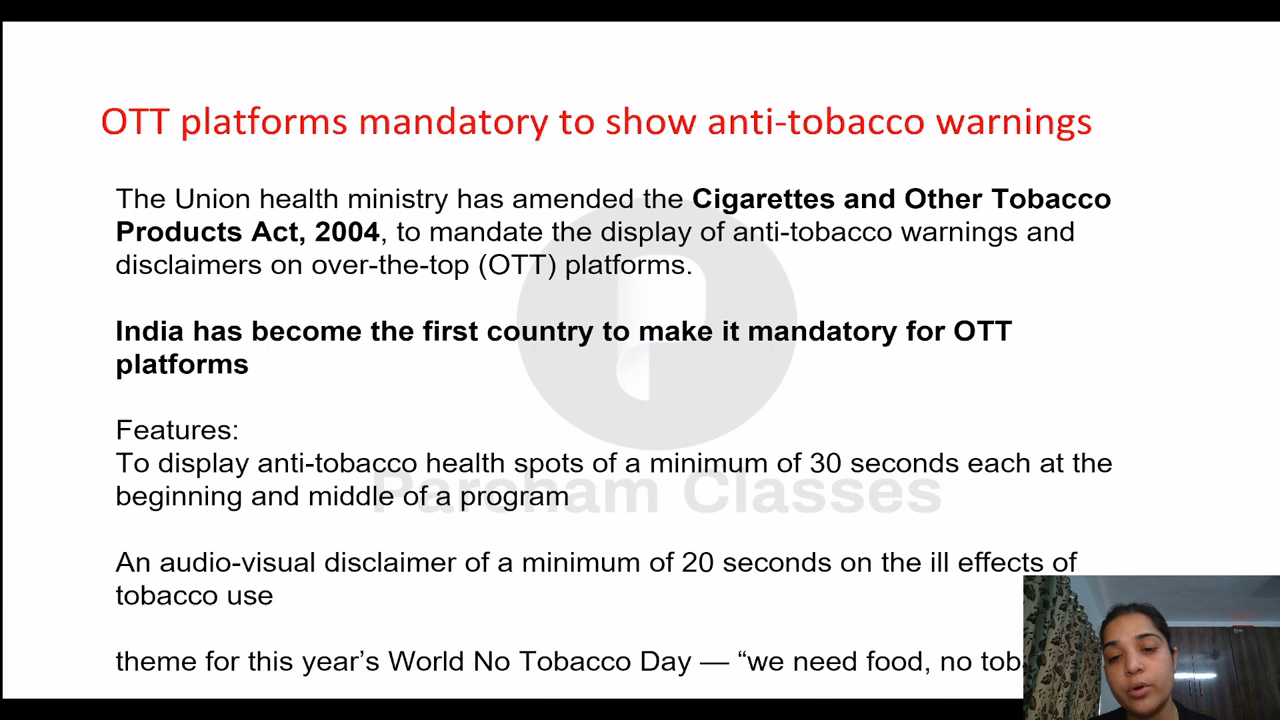 OTT platforms mandatory to show anti-tobacco warnings
The Union health ministry has amended the Cigarettes and Other Tobacco
Products Act, 2004, to mandate the display of anti-tobacco warnings and
disclaimers on over-the-top (OTT) platforms.
India has become the first country to make it mandatory for OTT
platforms
Features:
To display anti-tobacco health spots of a minimum of 30 seconds each at the
beginning and middle of a program
Parcham Classes
An audio-visual disclaimer of a minimum of 20 seconds on the ill effects of
tobacco use
theme for this year’s World No Tobacco Day — “we need food, no